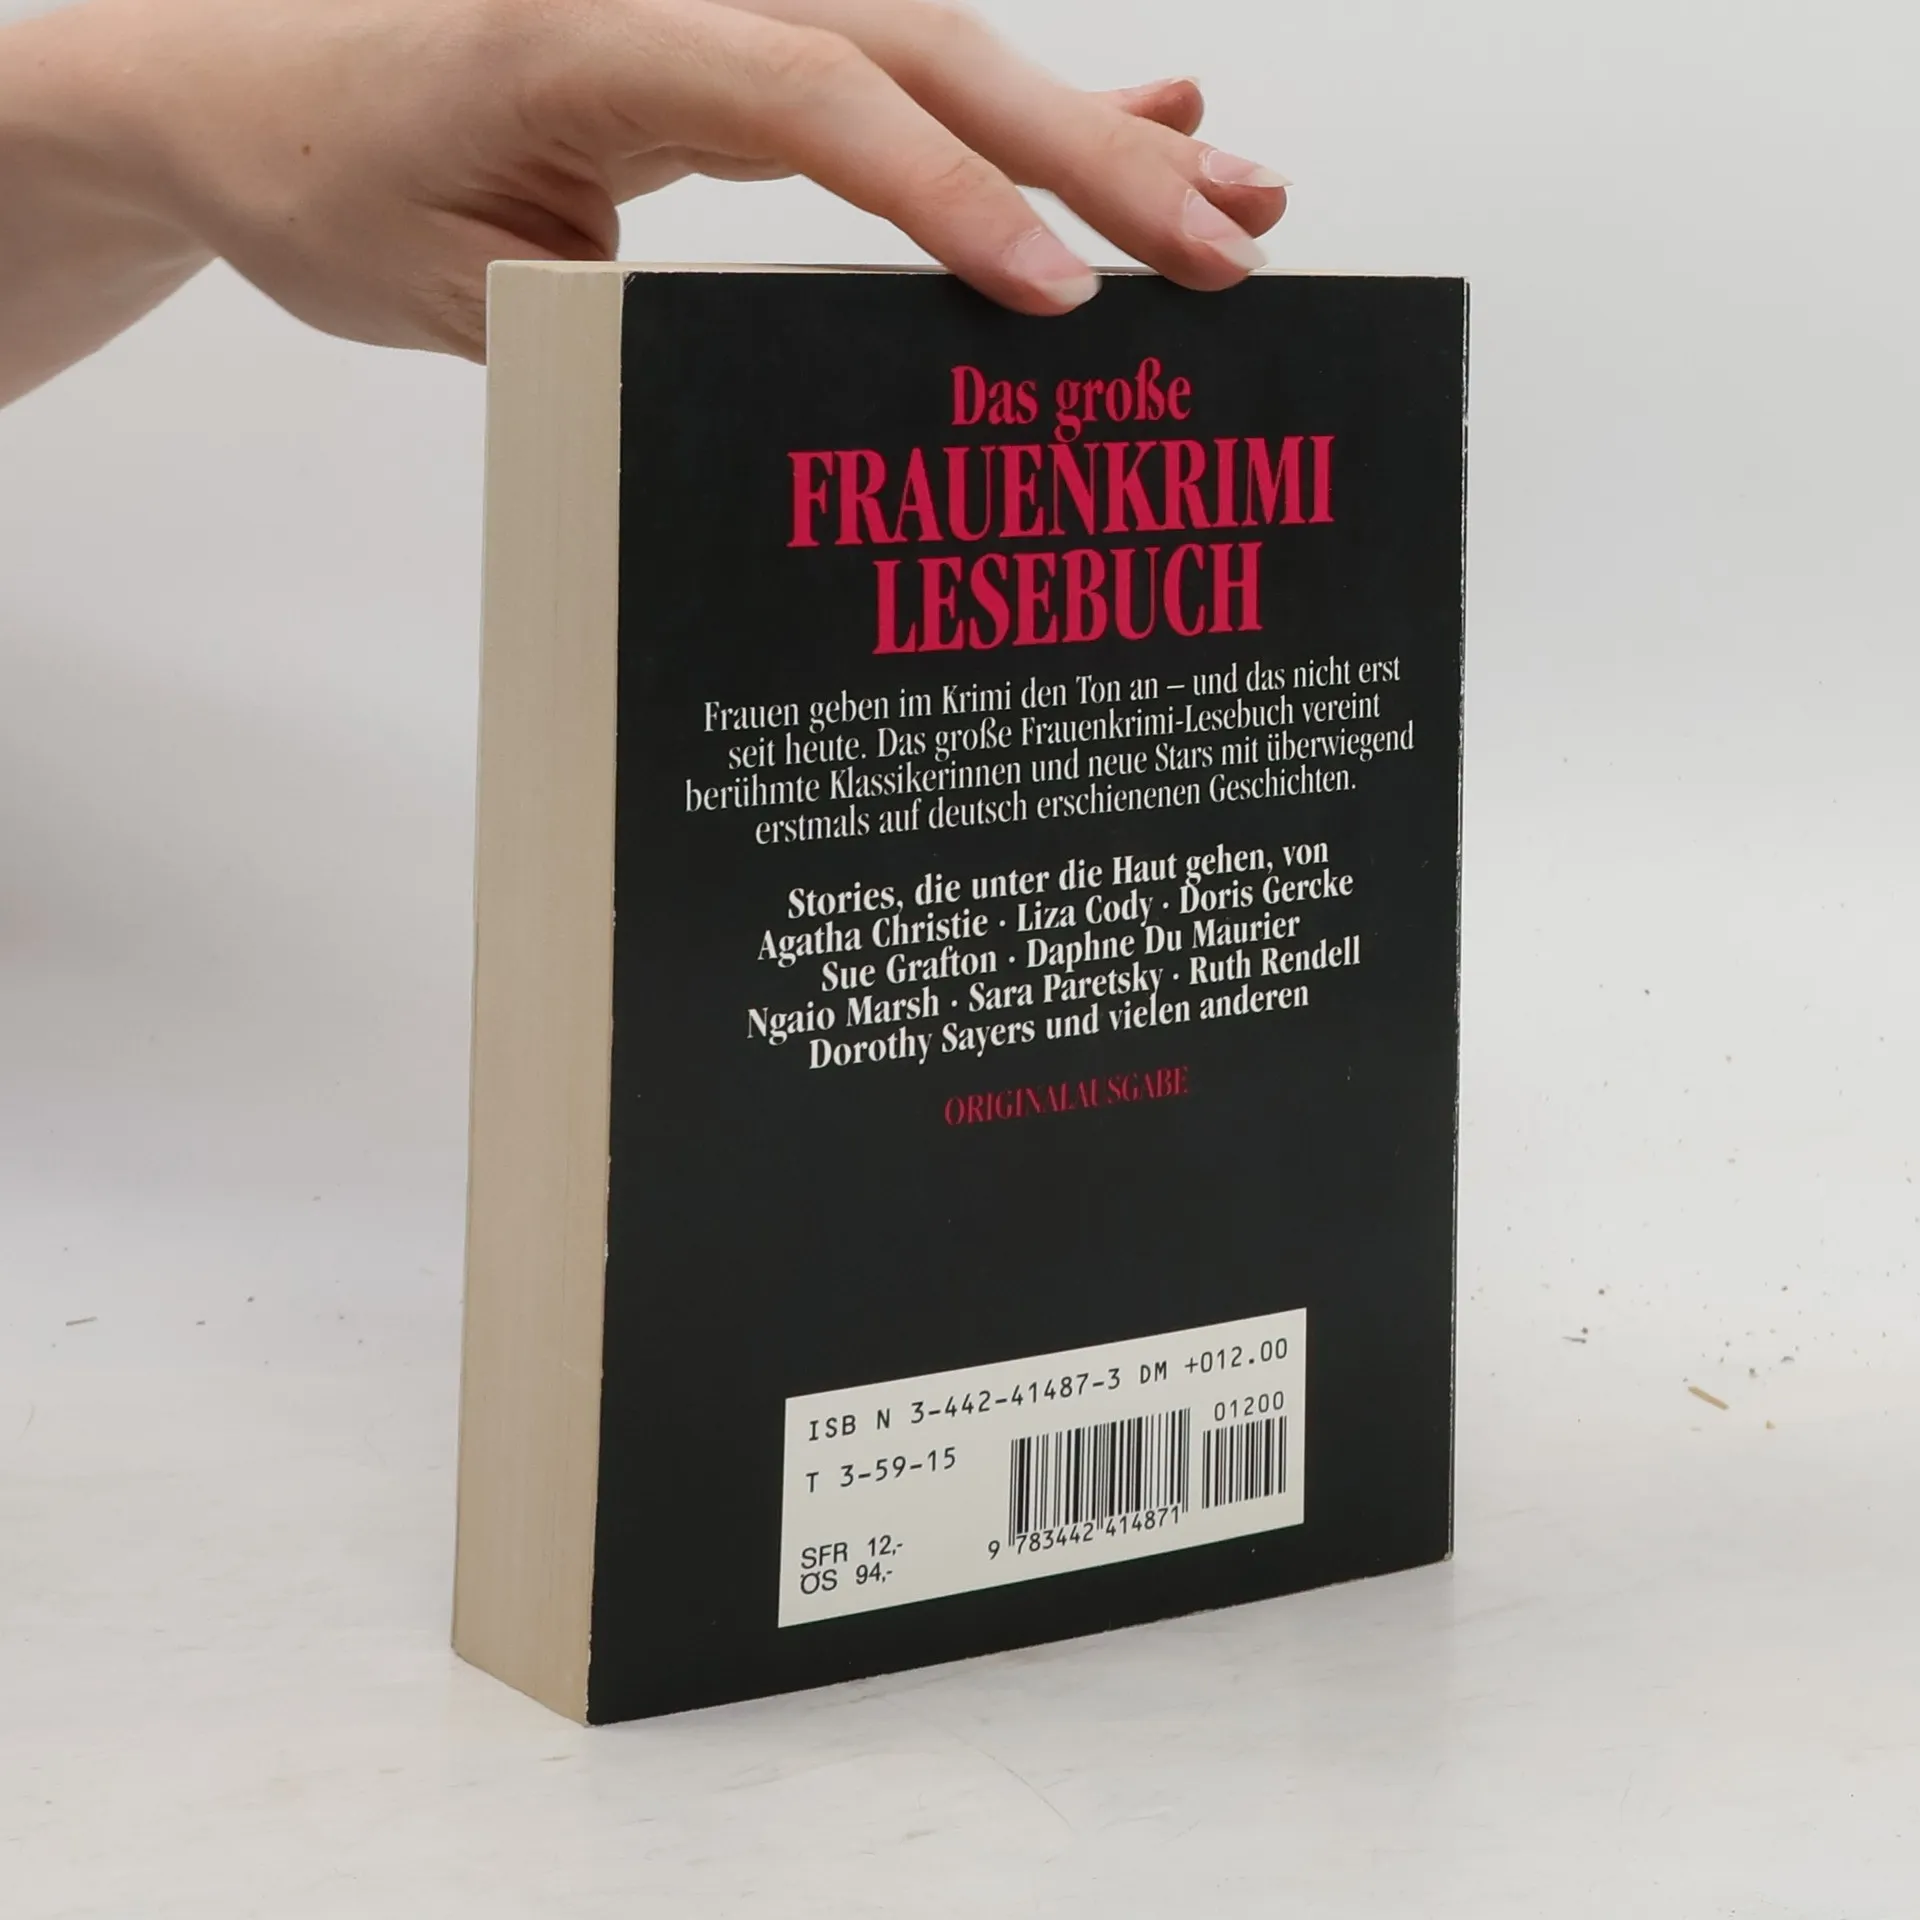 Das große
FRAUENKRIMI
LESEBUCH
Frauen geben im Krimi den Ton an – und das nicht erst
seit heute. Das große Frauenkrimi-Lesebuch vereint
berühmte Klassikerinnen und neue Stars mit überwiegend
erstmals auf deutsch erschienenen Geschichten.
Stories, die unter die Haut gehen, von
Agatha Christie · Liza Cody · Doris Gercke
Sue Grafton · Daphne Du Maurier
Ngaio Marsh · Sara Paretsky · Ruth Rendell
Dorothy Sayers und vielen anderen
ORIGINALAUSGABE
ISB N 3-442-41487-3 DM +012.00
01200
T 3-59-15
SFR 12,-
ÖS 94,-
9 783442 414871